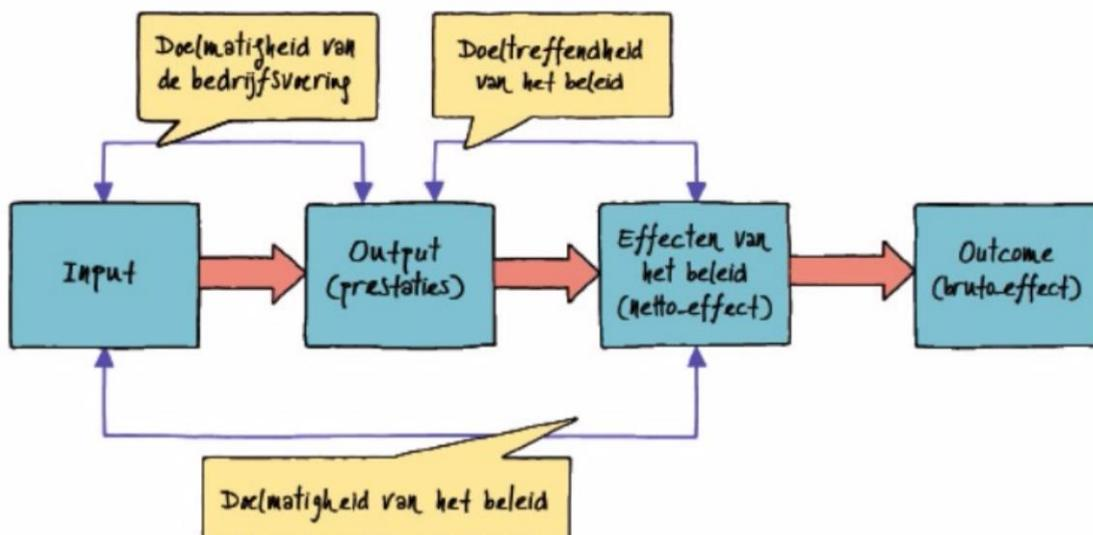 Doelmatigheid van
de bedrijfsvoering
Doeltreffendheid
van het beleid
Input
Output
(prestaties)
Effecten van
het beleid
(netto-effect)
Outcome
(bruto-effect)
Doelmatigheid van het beleid